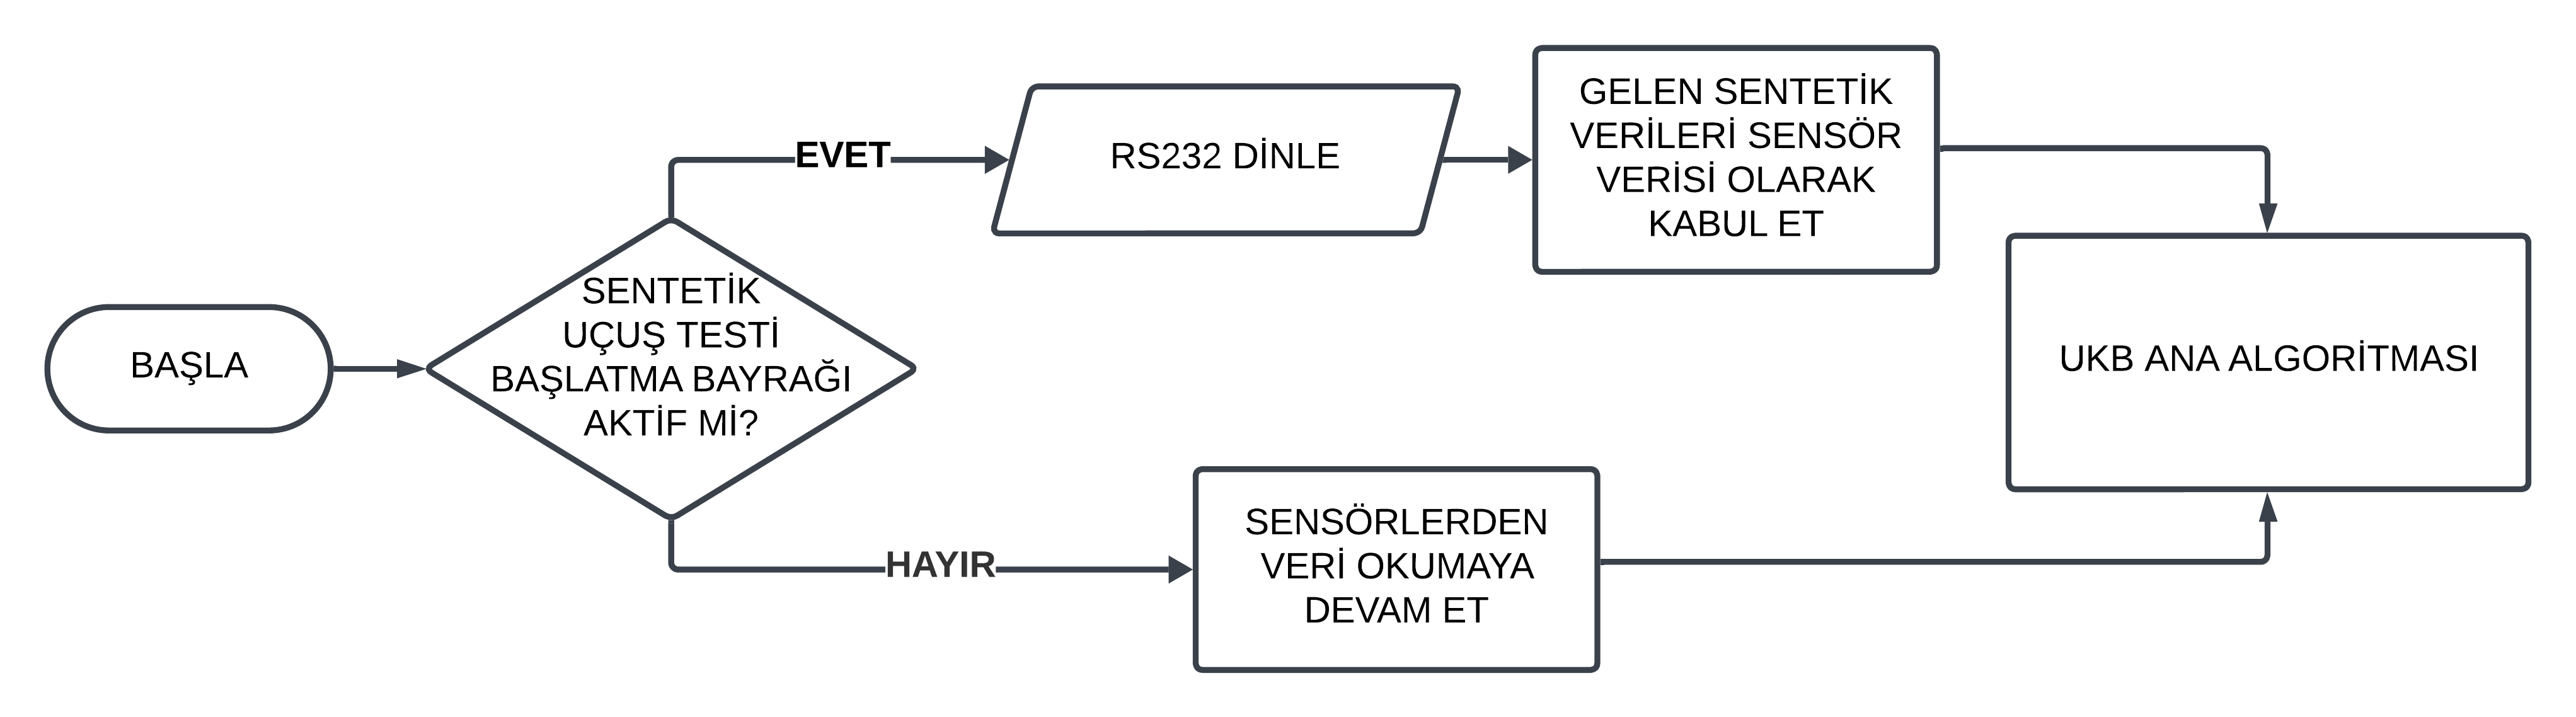 BAŞLA
SENTETİK
UÇUŞ TESTİ
BAŞLATMA BAYRAĞI
AKTİF Mİ?
EVET
RS232 DİNLE
GELEN SENTETİK
VERİLERİ SENSÖR
VERİSİ OLARAK
KABUL ET
HAYIR
SENSÖRLERDEN
VERİ OKUMAYA
DEVAM ET
UKB ANA ALGORİTMASI